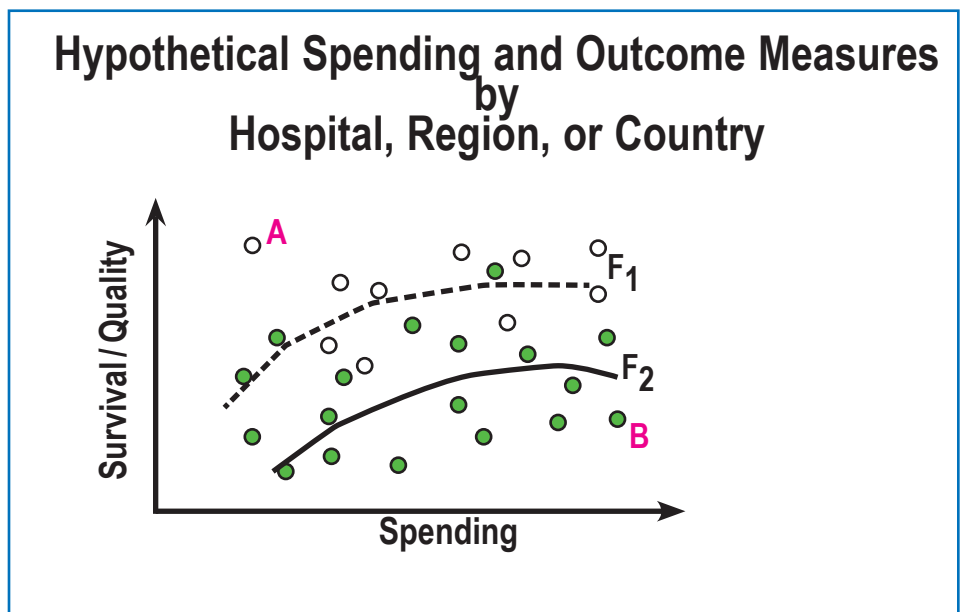 Hypothetical Spending and Outcome Measures
by
Hospital, Region, or Country
A
F1
F2
B
Survival / Quality
Spending